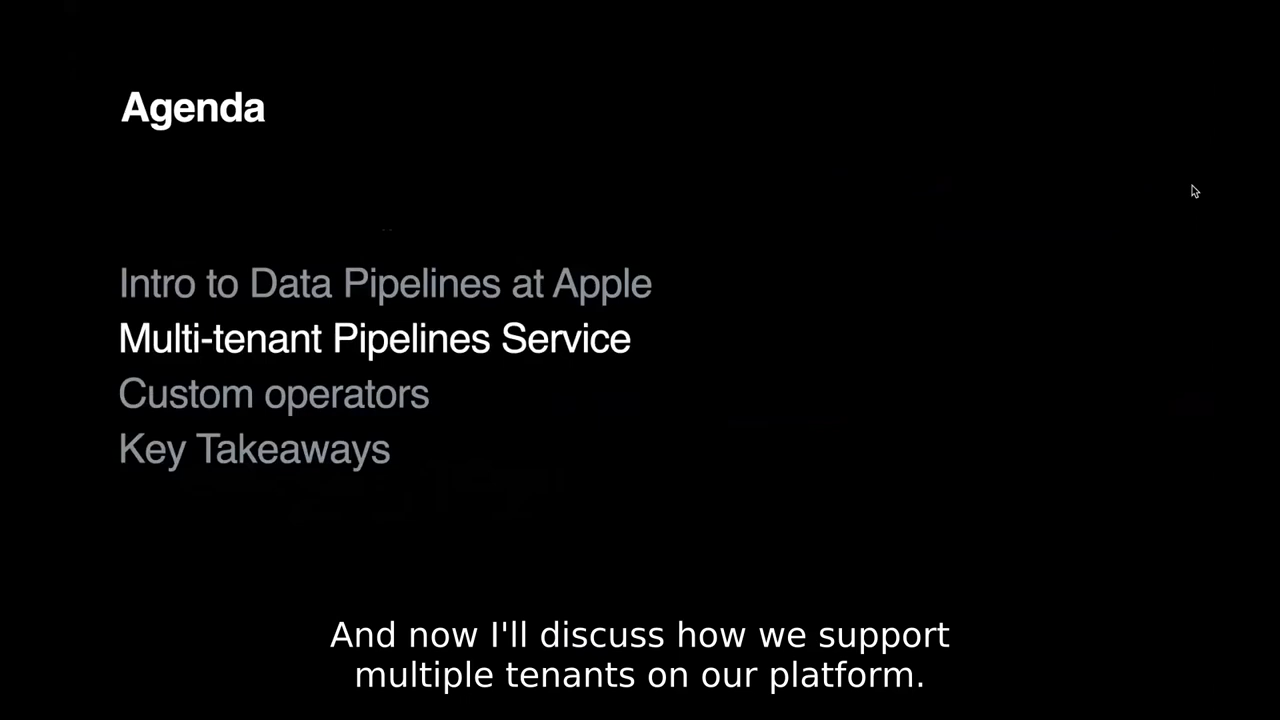 Agenda
Intro to Data Pipelines at Apple
Multi-tenant Pipelines Service
Custom operators
Key Takeaways
And now I'll discuss how we support
multiple tenants on our platform.